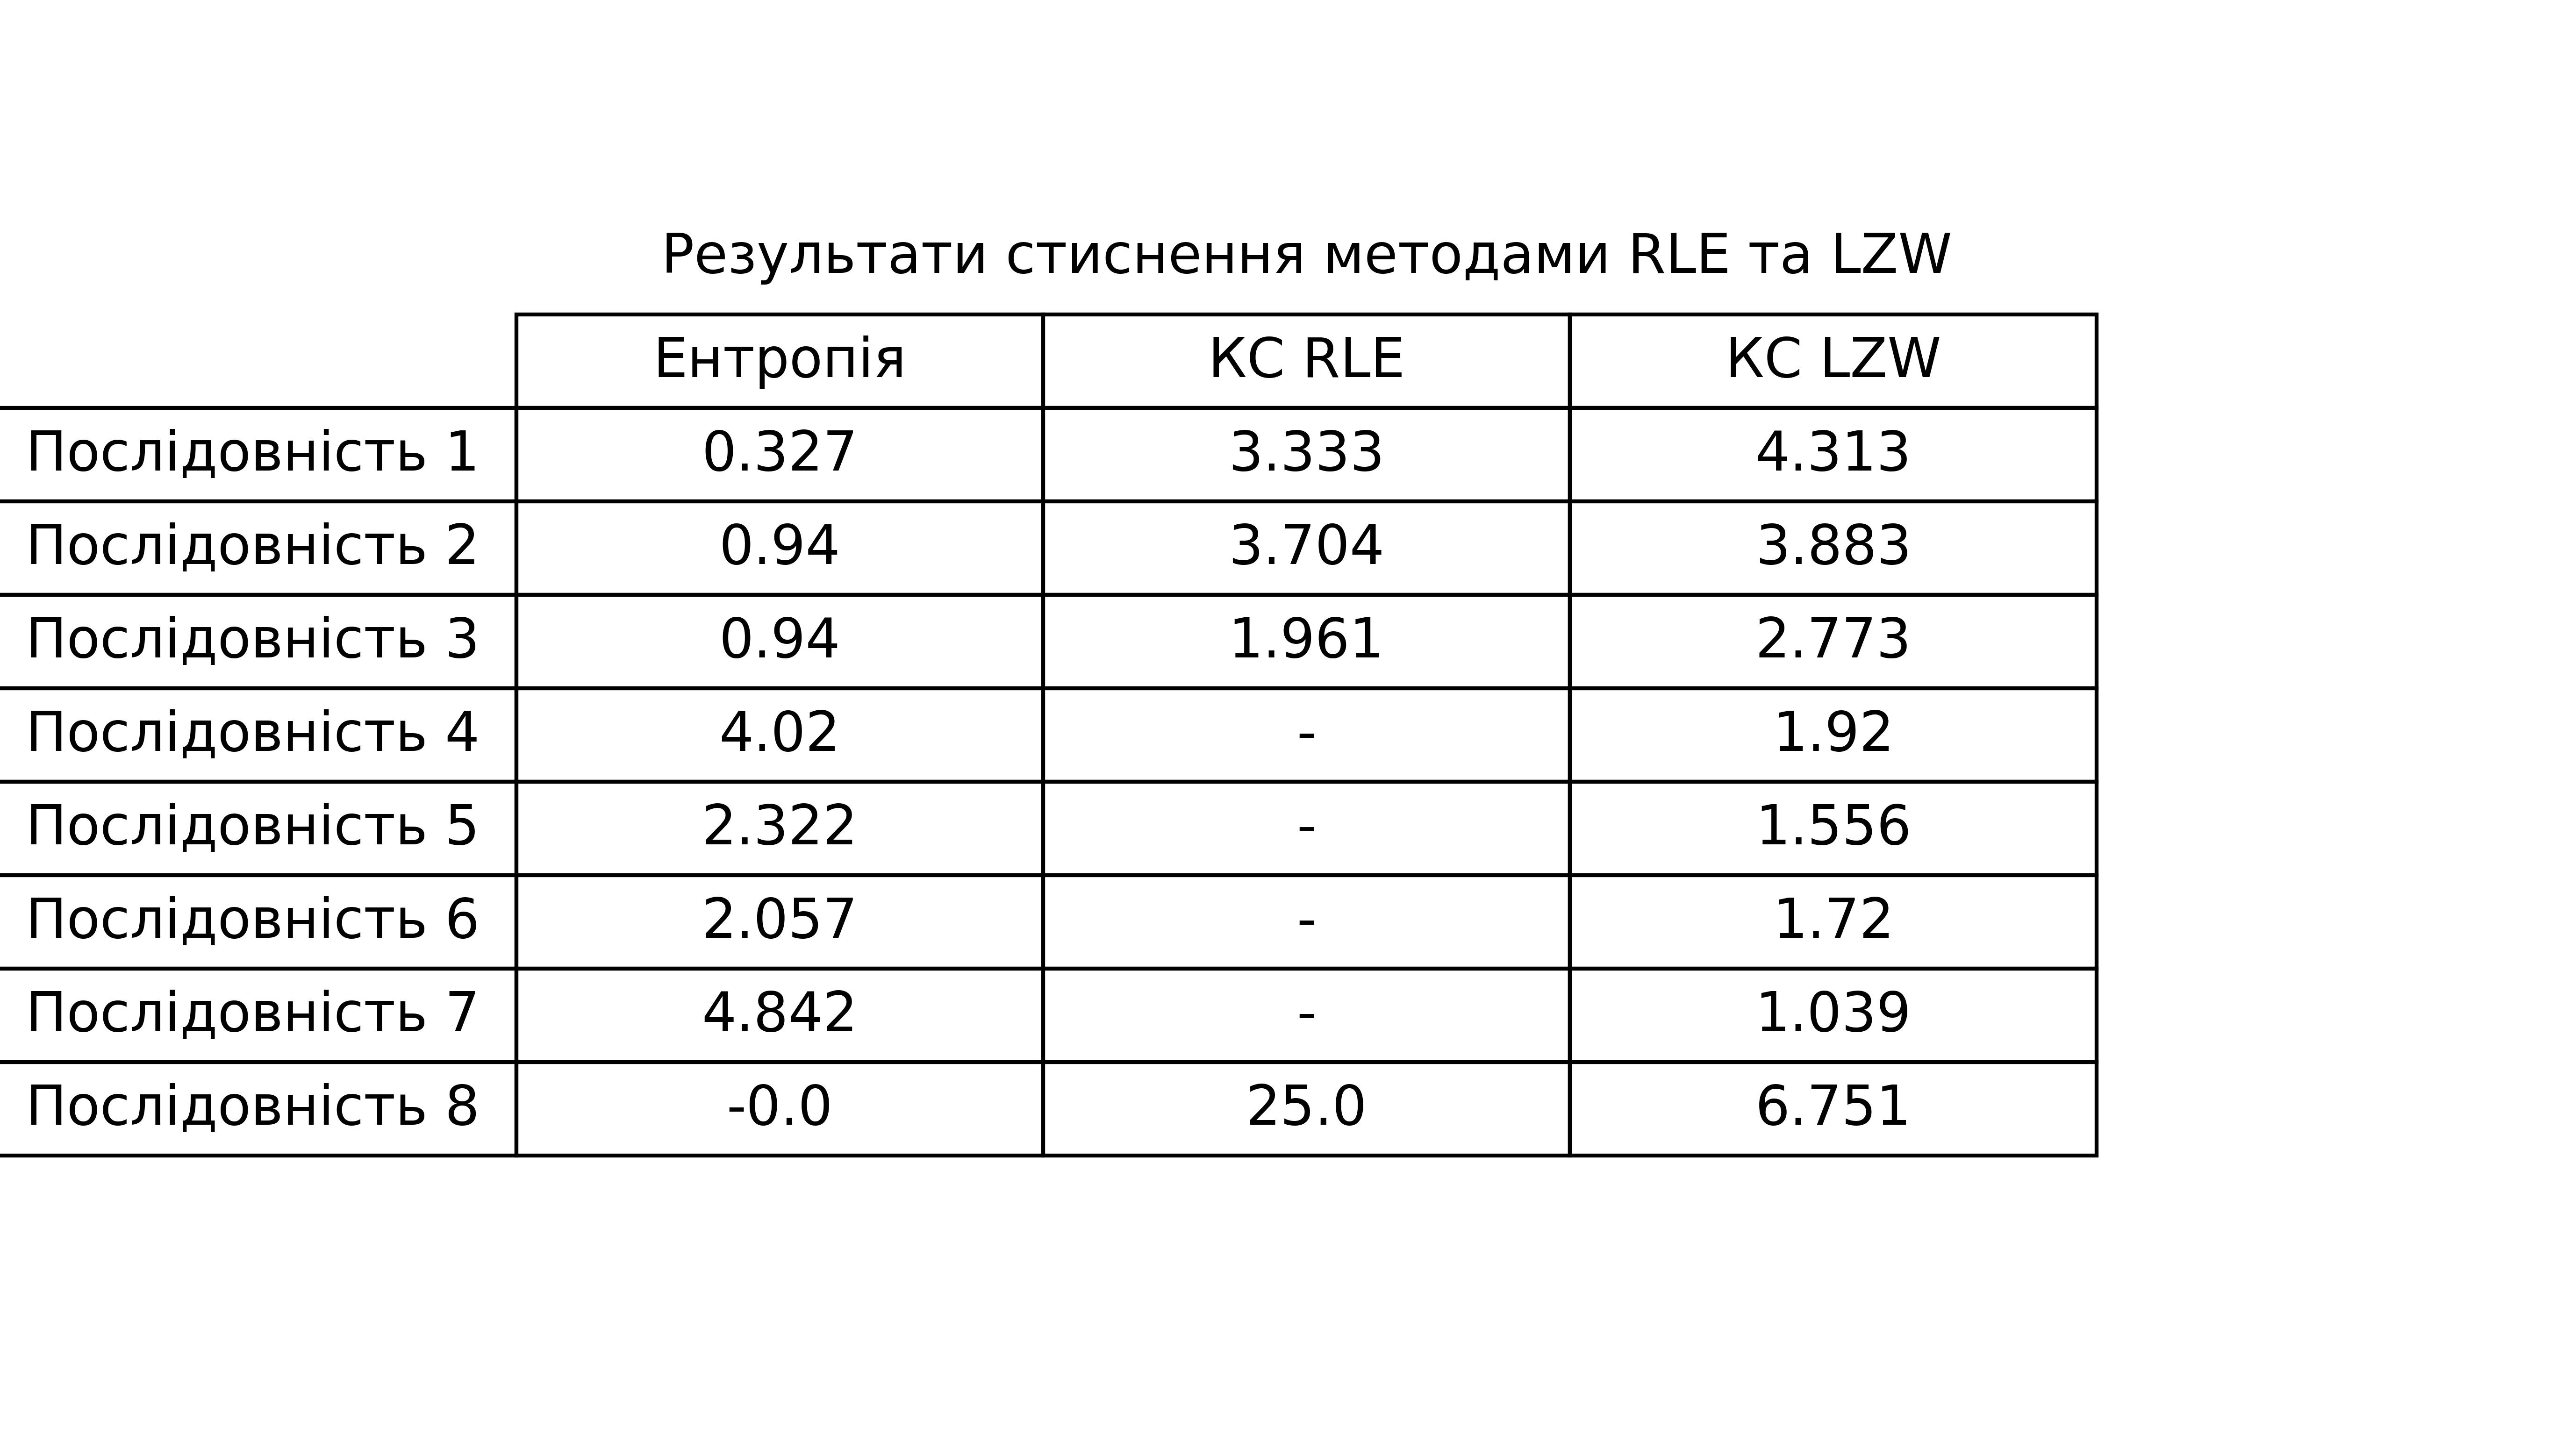 Результати стиснення методами RLE та LZW
Ентропія КС RLE КС LZW
Послідовність 1 0.327 3.333 4.313
Послідовність 2 0.94 3.704 3.883
Послідовність 3 0.94 1.961 2.773
Послідовність 4 4.02 - 1.92
Послідовність 5 2.322 - 1.556
Послідовність 6 2.057 - 1.72
Послідовність 7 4.842 - 1.039
Послідовність 8 -0.0 25.0 6.751